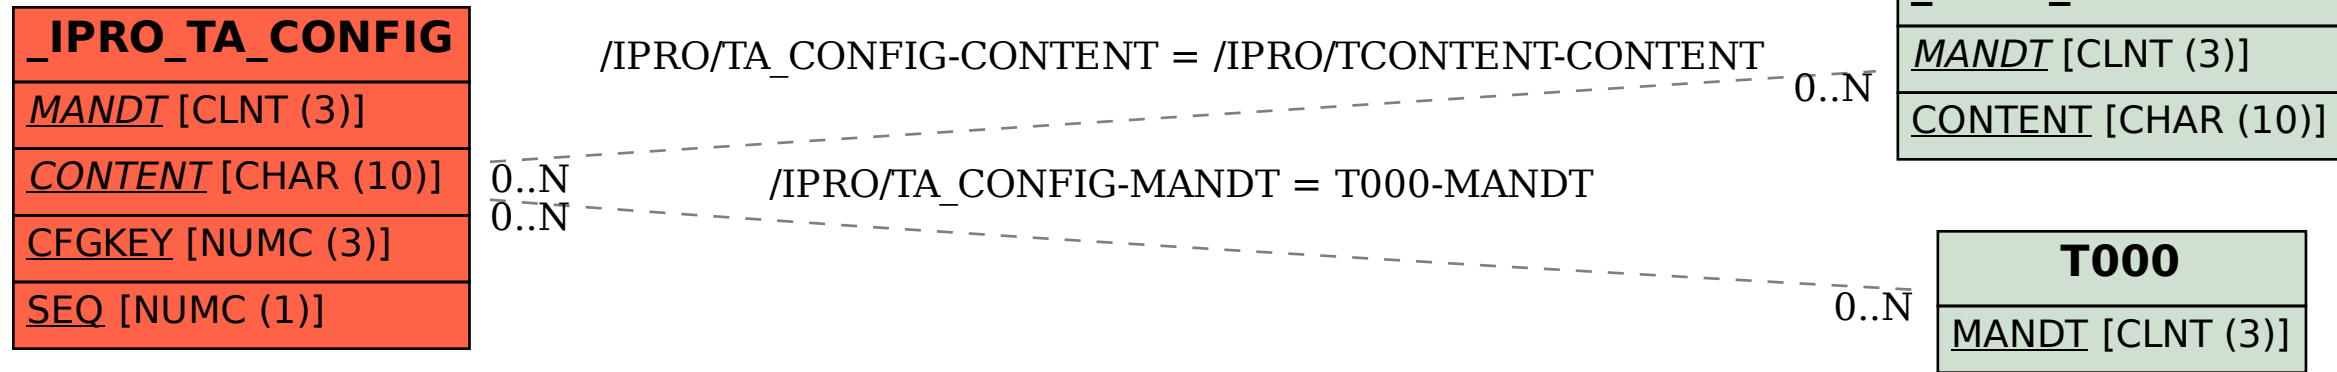 _IPRO_TA_CONFIG
MANDT [CLNT (3)]
CONTENT [CHAR (10)]
CFGKEY [NUMC (3)]
SEQ [NUMC (1)]
/IPRO/TA_CONFIG-CONTENT = /IPRO/TCONTENT-CONTENT
0..N
0..N
/IPRO/TA_CONFIG-MANDT = T000-MANDT
0..N
0..N
MANDT [CLNT (3)]
CONTENT [CHAR (10)]
T000
MANDT [CLNT (3)]